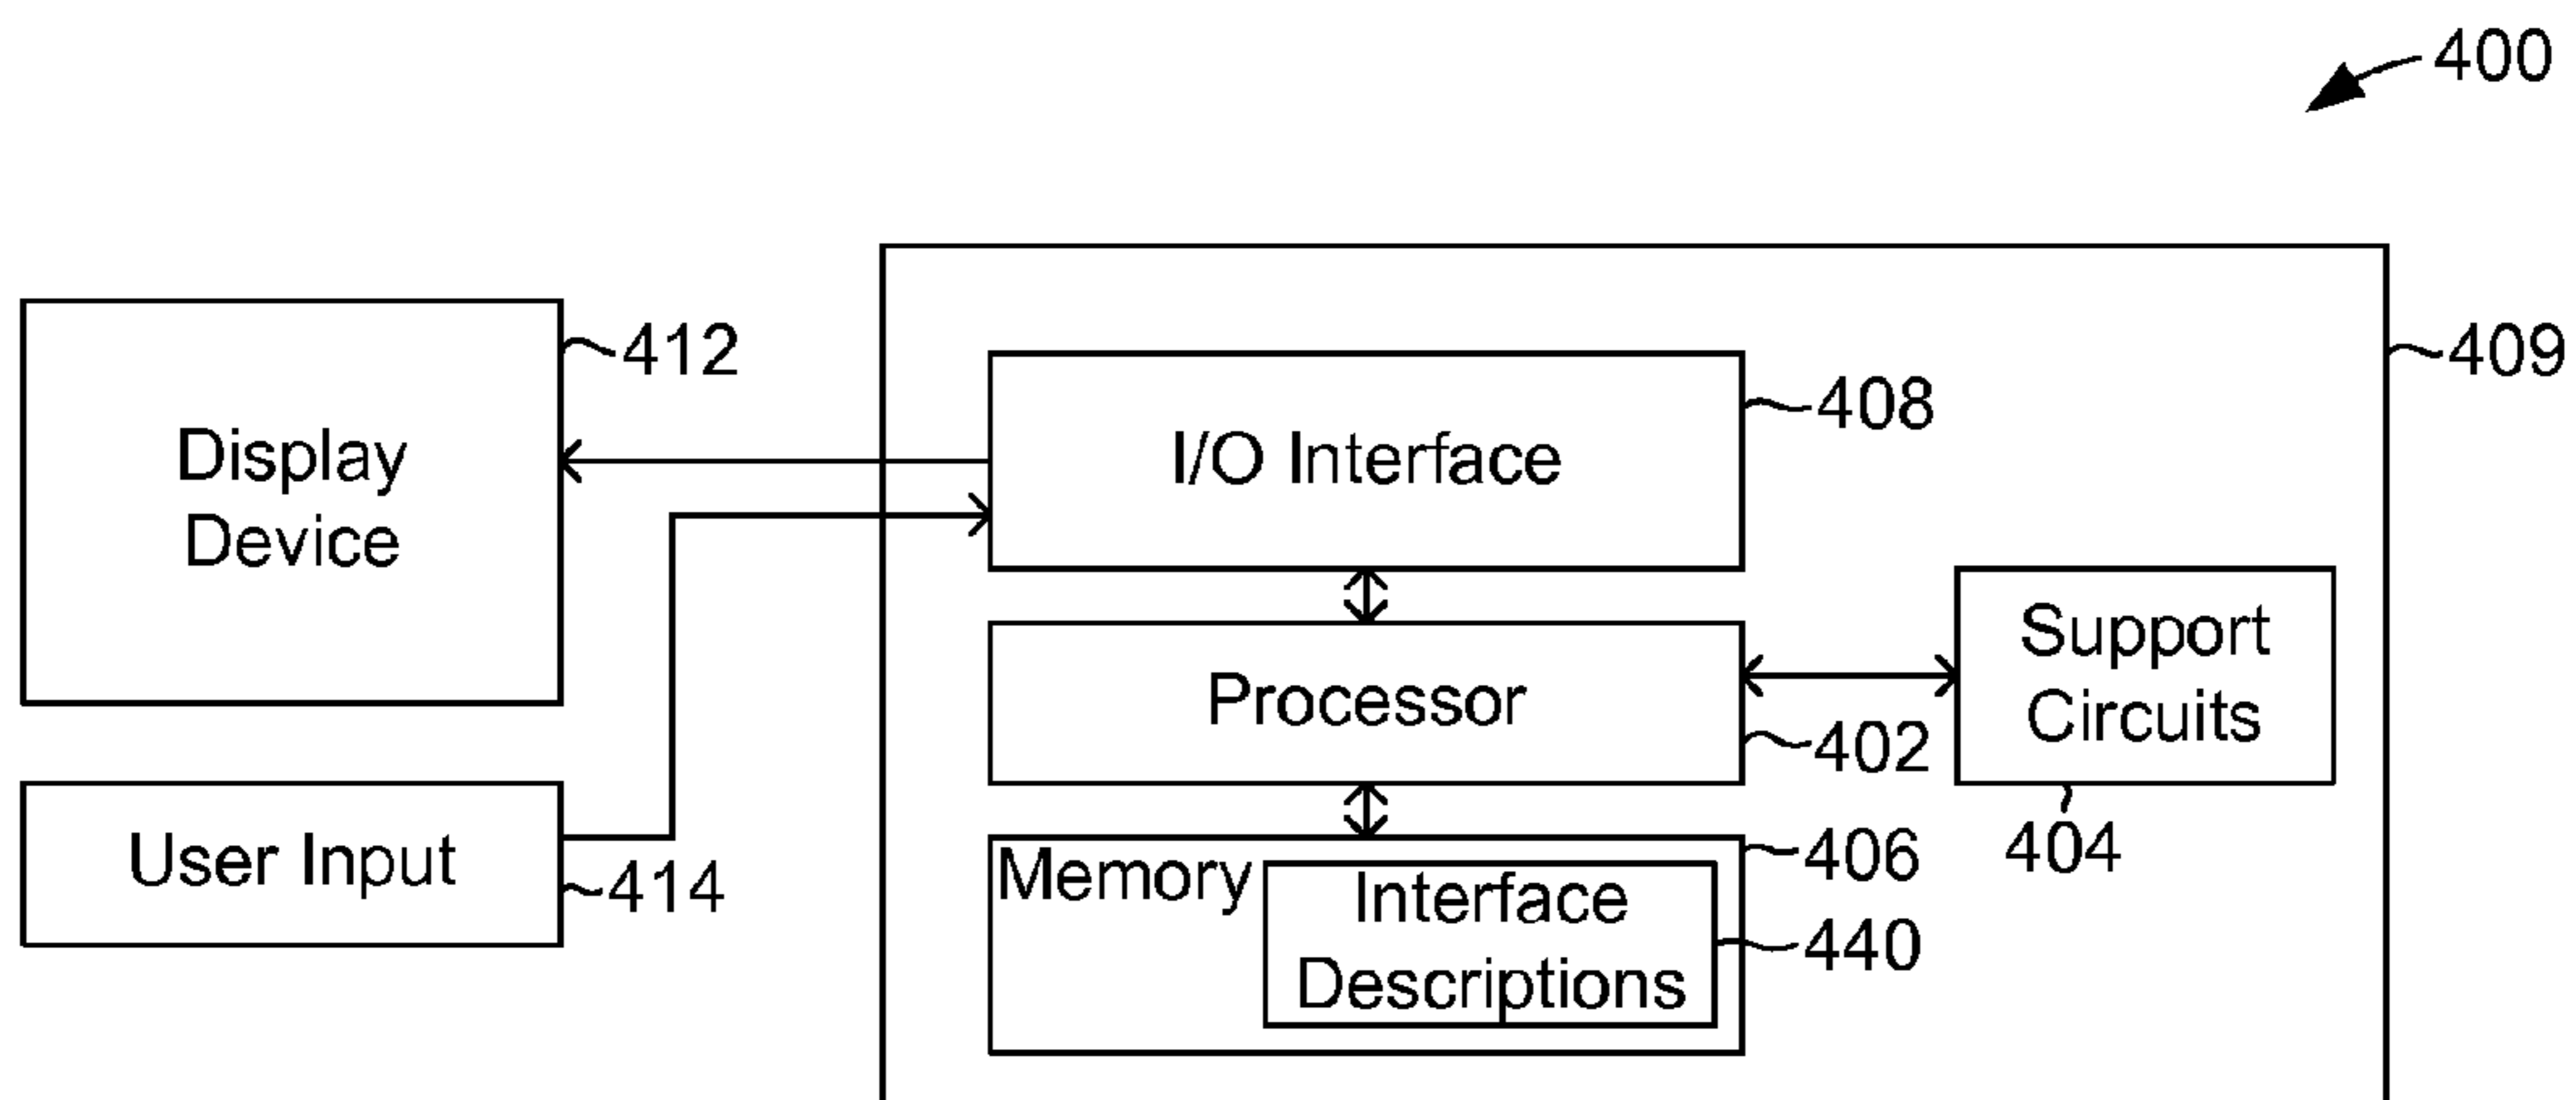 400
412
409
Display
Device
I/O Interface
408
Processor
402
Support
Circuits
404
User Input
414
Memory
406
Interface
Descriptions
440